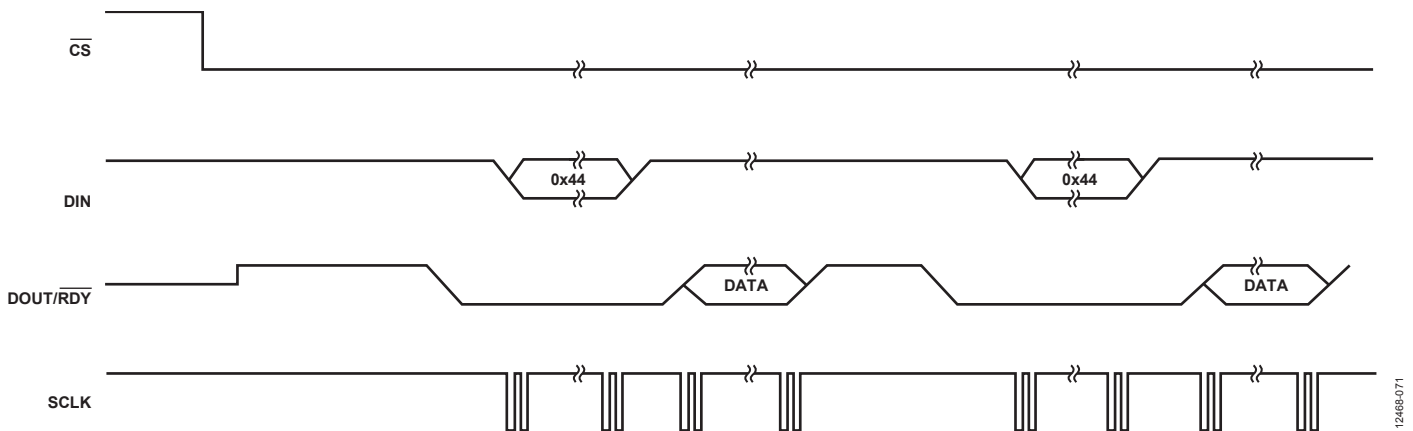 CS
DIN
0x44
0x44
DOUT/RDY
DATA
DATA
SCLK
12468-071